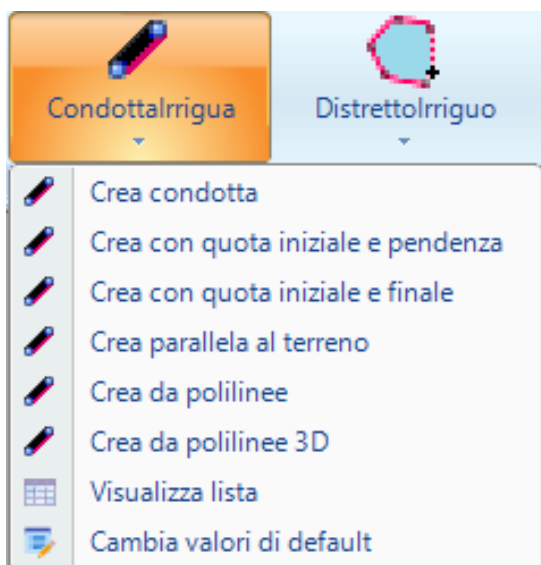 CondottaIrrigua
DistrettoIrriguo
Crea condotta
Crea con quota iniziale e pendenza
Crea con quota iniziale e finale
Crea parallela al terreno
Crea da polilinee
Crea da polilinee 3D
Visualizza lista
Cambia valori di default